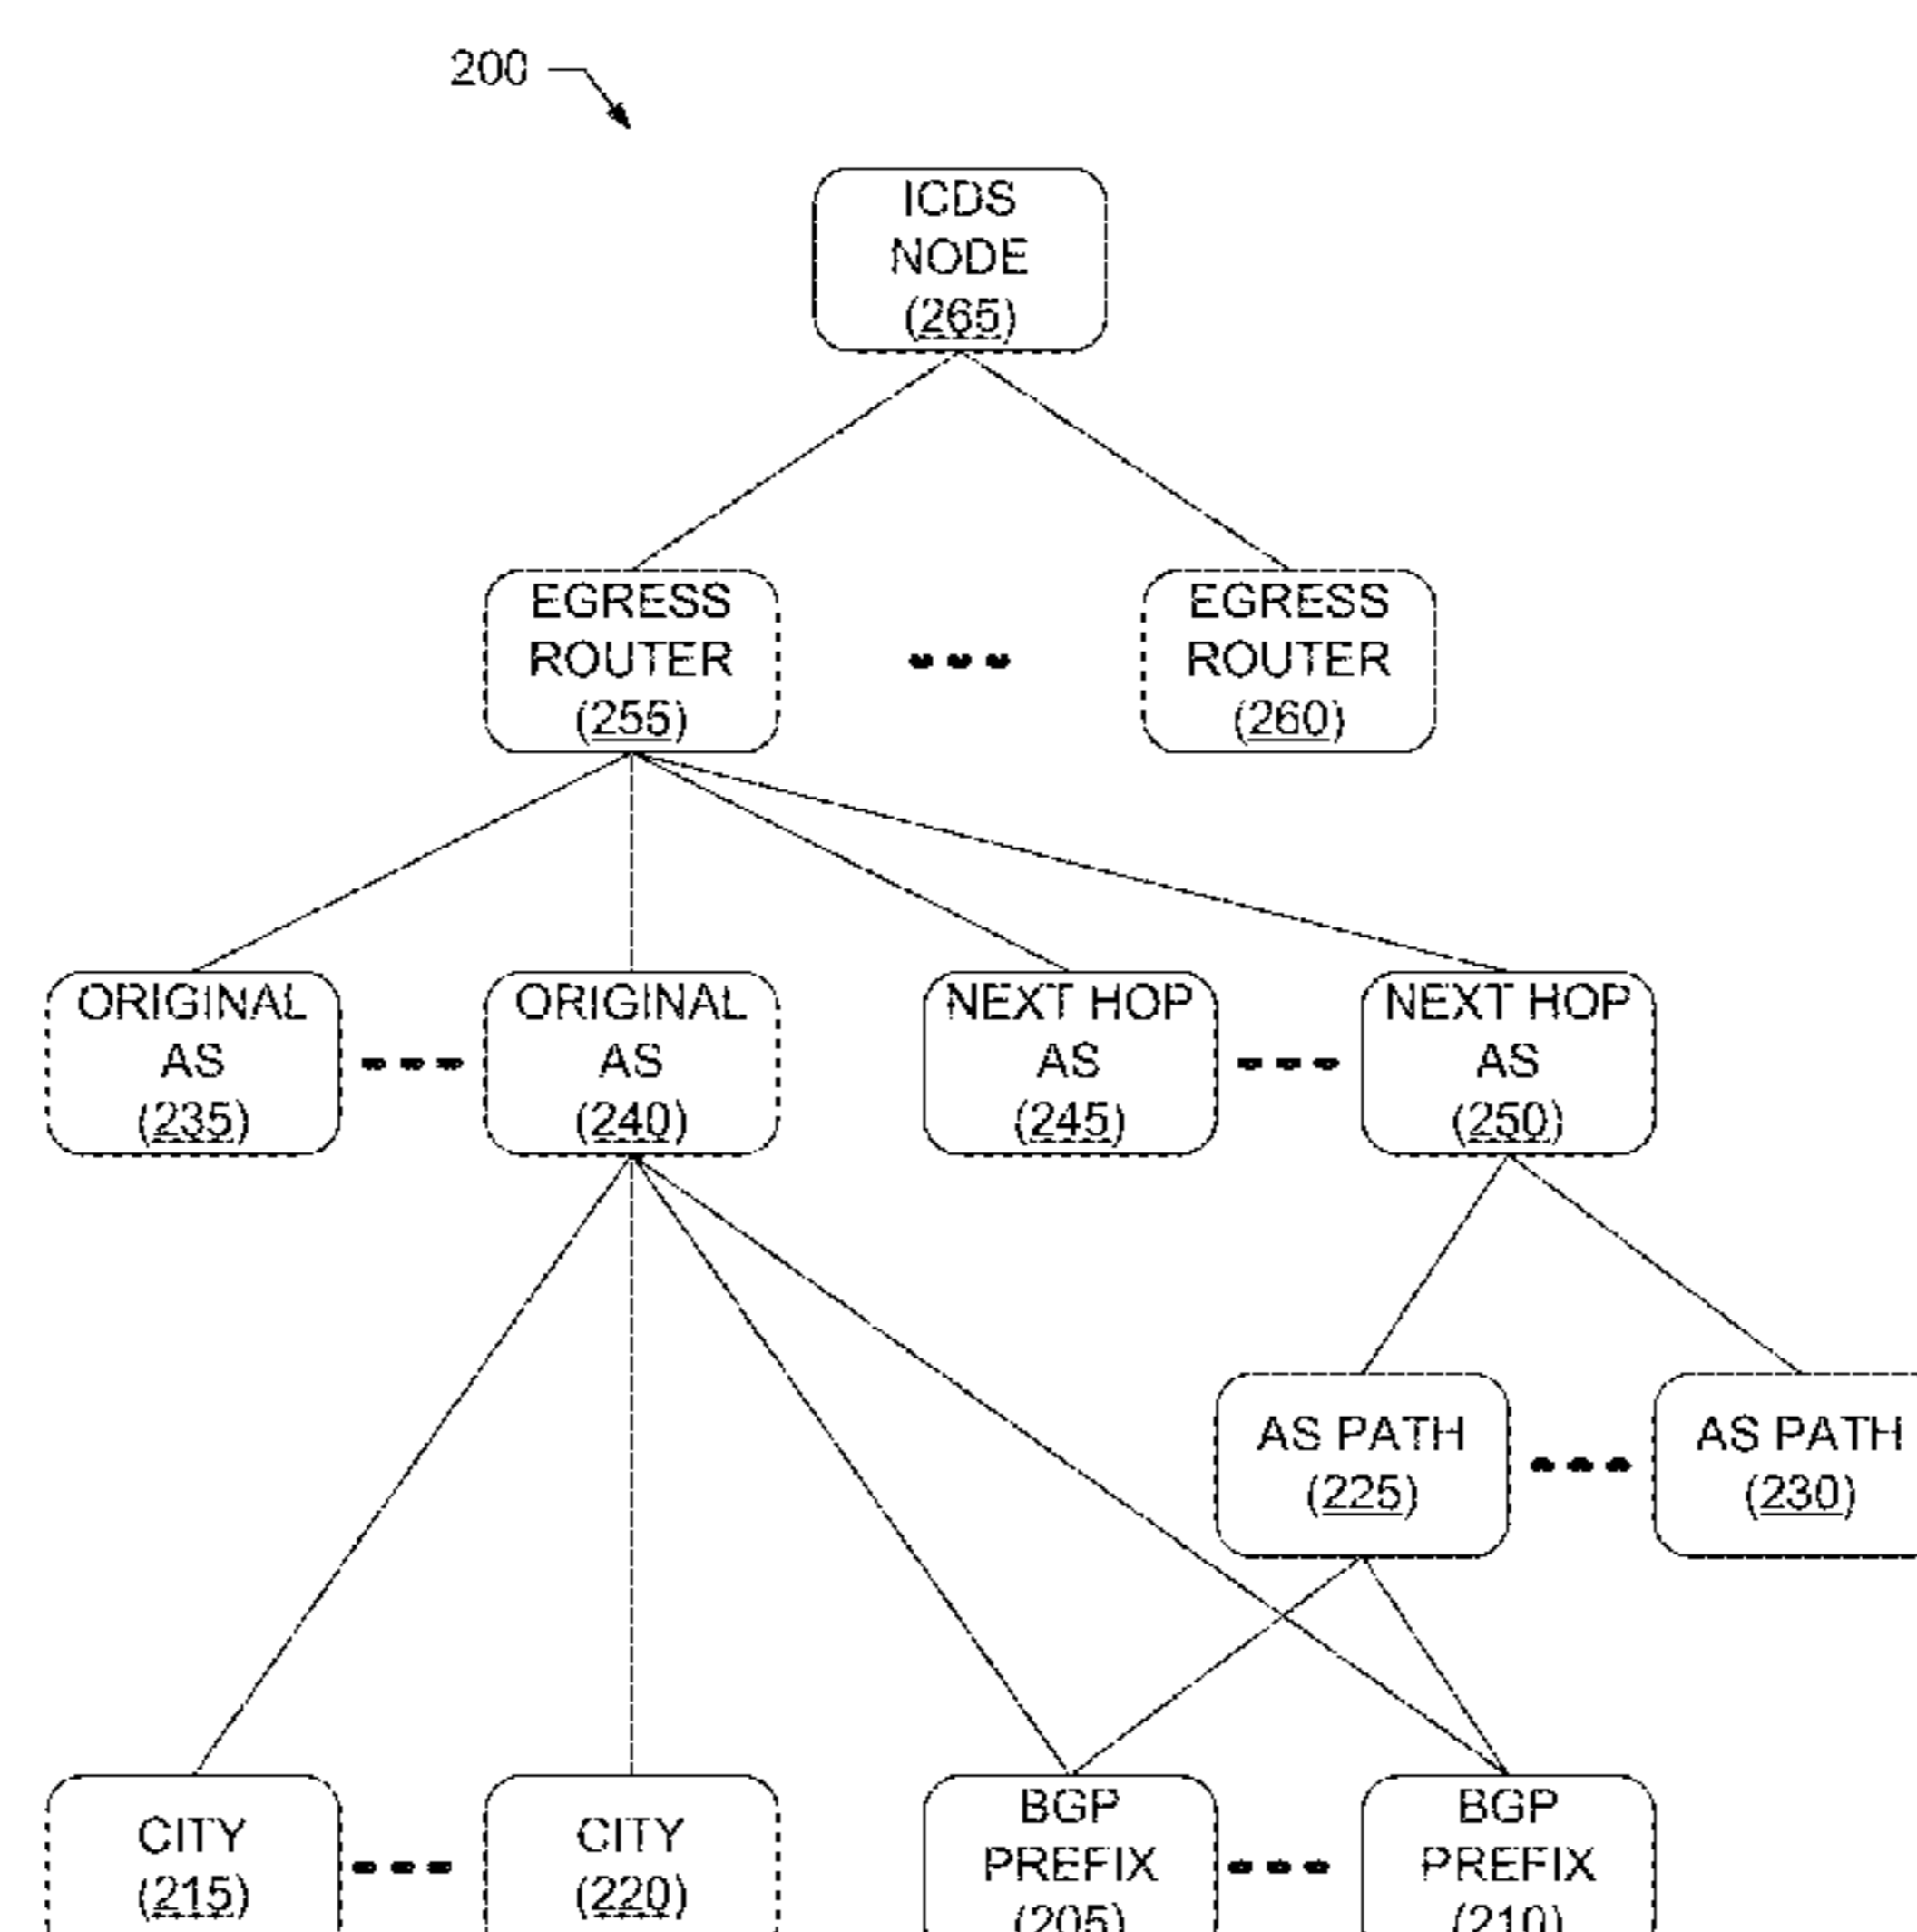 200
ICDS
NODE
(265)
EGRESS
ROUTER
(255)
EGRESS
ROUTER
(260)
ORIGINAL
AS
(235)
ORIGINAL
AS
(240)
NEXT HOP
AS
(245)
NEXT HOP
AS
(250)
AS PATH
(225)
AS PATH
(230)
CITY
(215)
CITY
(220)
BGP
PREFIX
(205)
BGP
PREFIX
(210)